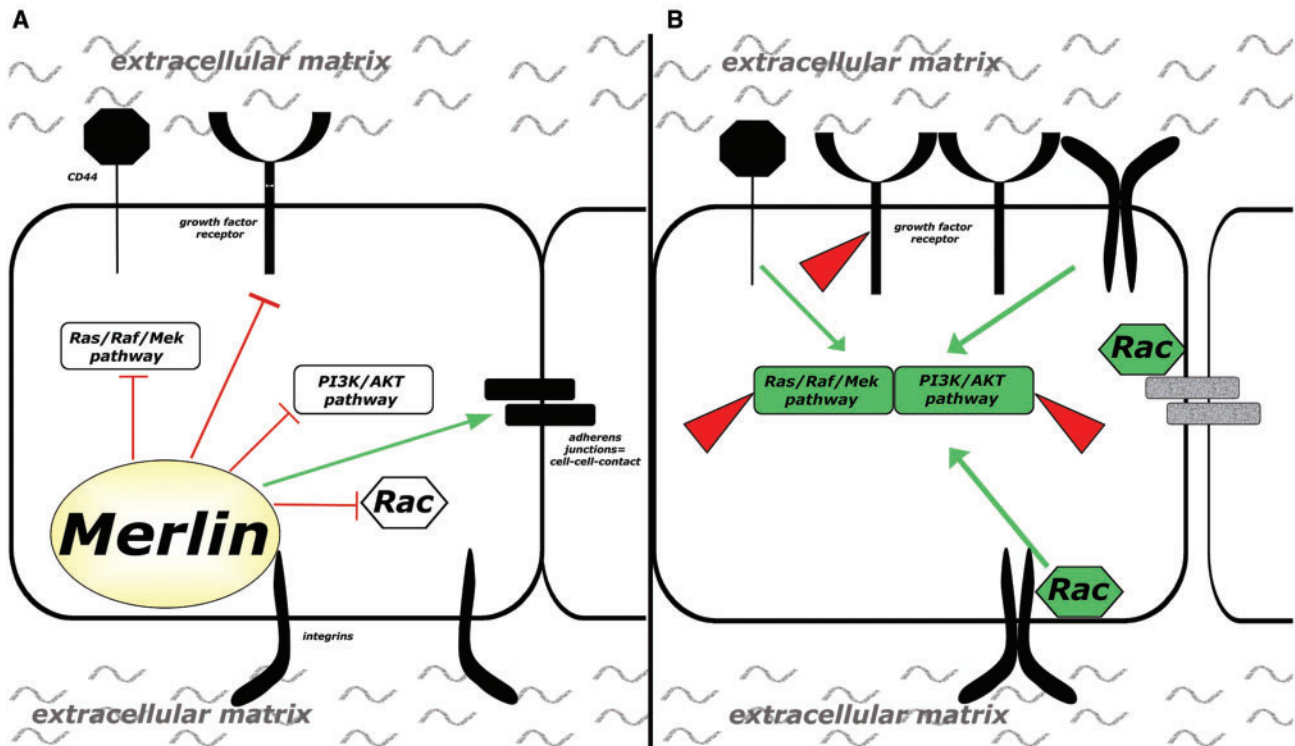 A
extracellular matrix
CD44
growth factor
receptor
Ras/Raf/Mek
pathway
PI3K/AKT
pathway
adherens
junctions=
cell-cell-contact
Merlin
Rac
integrins
extracellular matrix
B
extracellular matrix
growth factor
receptor
Rac
Ras/Raf/Mek
pathway
PI3K/AKT
pathway
Rac
extracellular matrix